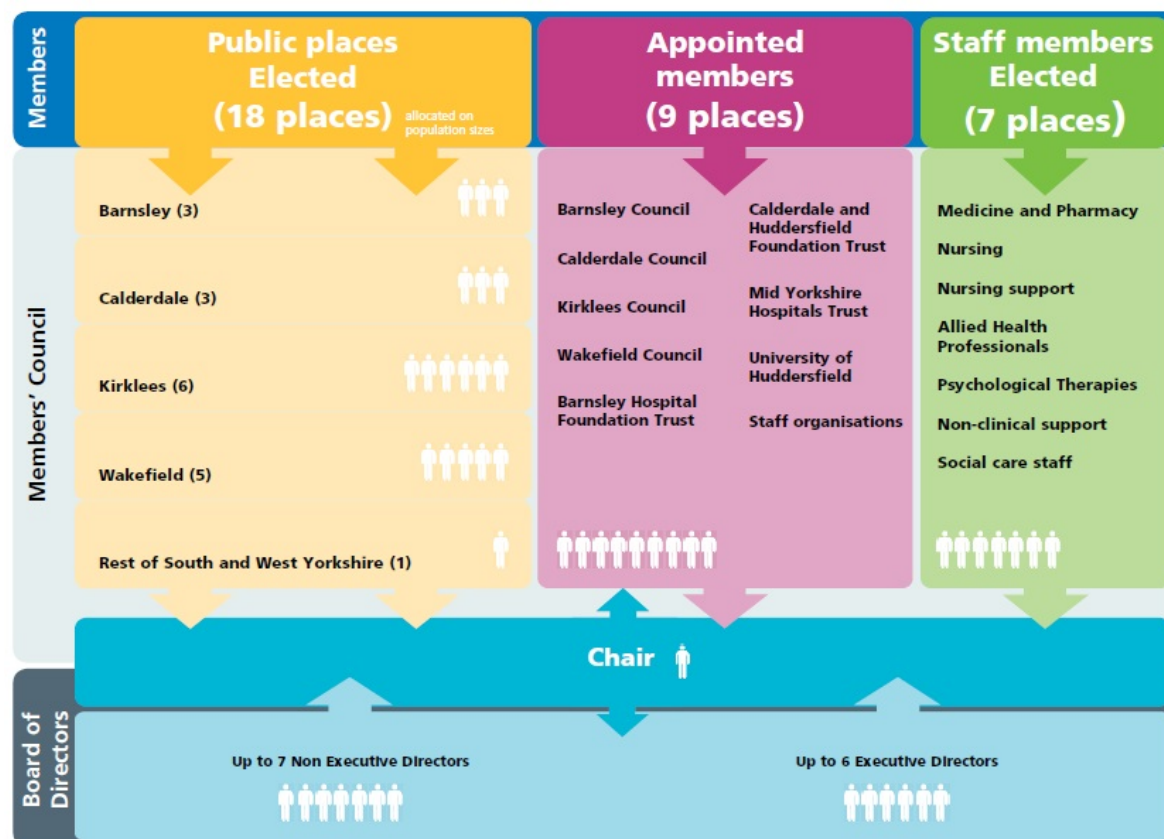 Members
Public places
Elected
(18 places)
allocated on
population sizes
Appointed
members
(9 places)
Staff members
Elected
(7 places)
Members' Council
Barnsley (3)
Calderdale (3)
Kirklees (6)
Wakefield (5)
Rest of South and West Yorkshire (1)
Barnsley Council
Calderdale Council
Kirklees Council
Wakefield Council
Barnsley Hospital
Foundation Trust
Calderdale and
Huddersfield
Foundation Trust
Mid Yorkshire
Hospitals Trust
University of
Huddersfield
Staff organisations
Medicine and Pharmacy
Nursing
Nursing support
Allied Health
Professionals
Psychological Therapies
Non-clinical support
Social care staff
Chair
Board of
Directors
Up to 7 Non Executive Directors
Up to 6 Executive Directors